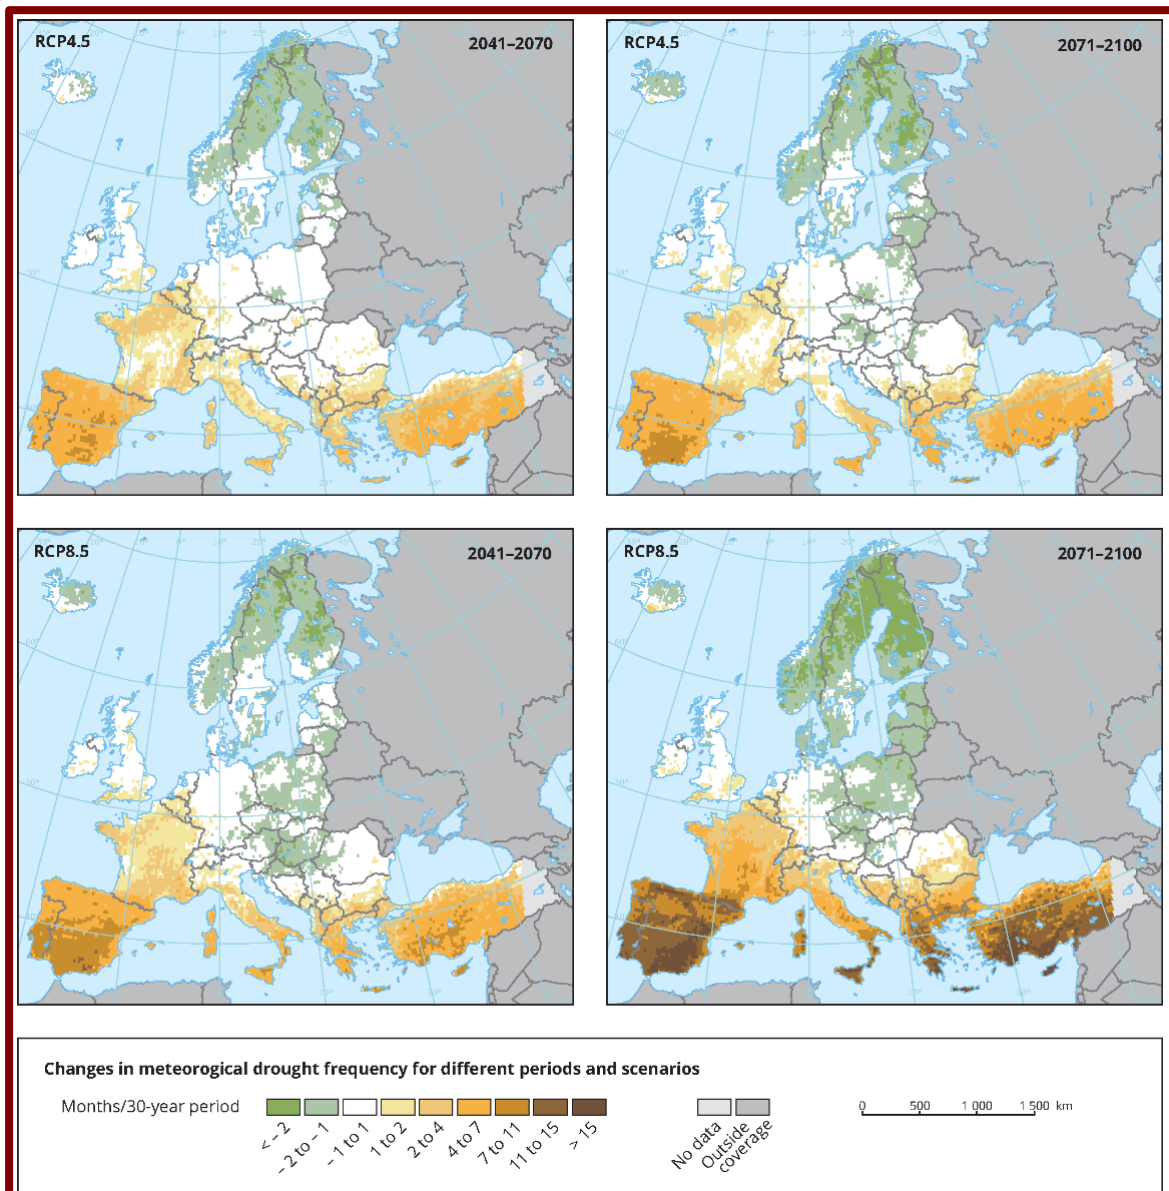 RCP4.5
2041–2070
RCP4.5
2071–2100
RCP8.5
2041–2070
RCP8.5
2071–2100
Changes in meteorogical drought frequency for different periods and scenarios
Months/30-year period
< – 2
– 2 to – 1
– 1 to 1
1 to 2
2 to 4
4 to 7
7 to 11
11 to 15
> 15
No data
Outside
coverage
0 500 1 000 1 500 km